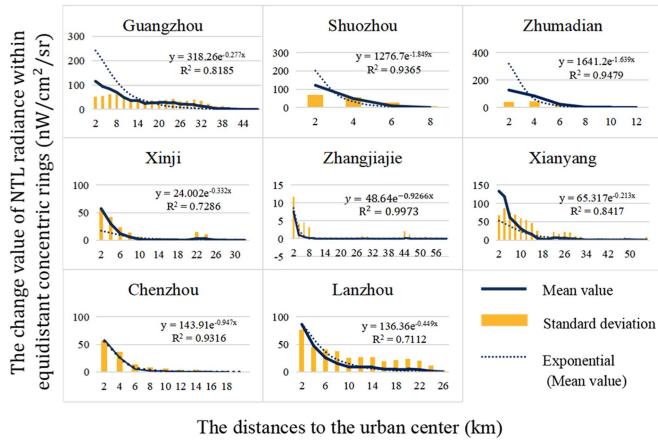 The change value of NTL radiance within
equidistant concentric rings (nW/cm²/sr)
Guangzhou
300
200
100
0
y = 318.26e^-0.277x
R² = 0.8185
2 8 14 20 26 32 38 44
Shuozhou
300
200
100
0
y = 1276.7e^-1.849x
R² = 0.9365
2 4 6 8
Zhumadian
400
200
0
y = 1641.2e^-1.639x
R² = 0.9479
2 4 6 8 10 12
Xinji
100
50
0
y = 24.002e^-0.332x
R² = 0.7286
2 6 10 14 18 22 26 30
Zhangjiajie
15
10
5
0
-5
y = 48.64e^-0.9266x
R² = 0.9973
2 8 14 20 26 32 38 44 50 56
Xianyang
150
100
50
0
y = 65.317e^-0.213x
R² = 0.8417
2 10 18 26 34 42 50
Chenzhou
100
50
0
y = 143.91e^-0.947x
R² = 0.9316
2 4 6 8 10 12 14 16 18
Lanzhou
100
50
0
y = 136.36e^-0.449x
R² = 0.7112
2 6 10 14 18 22 26
Mean value
Standard deviation
Exponential
(Mean value)
The distances to the urban center (km)